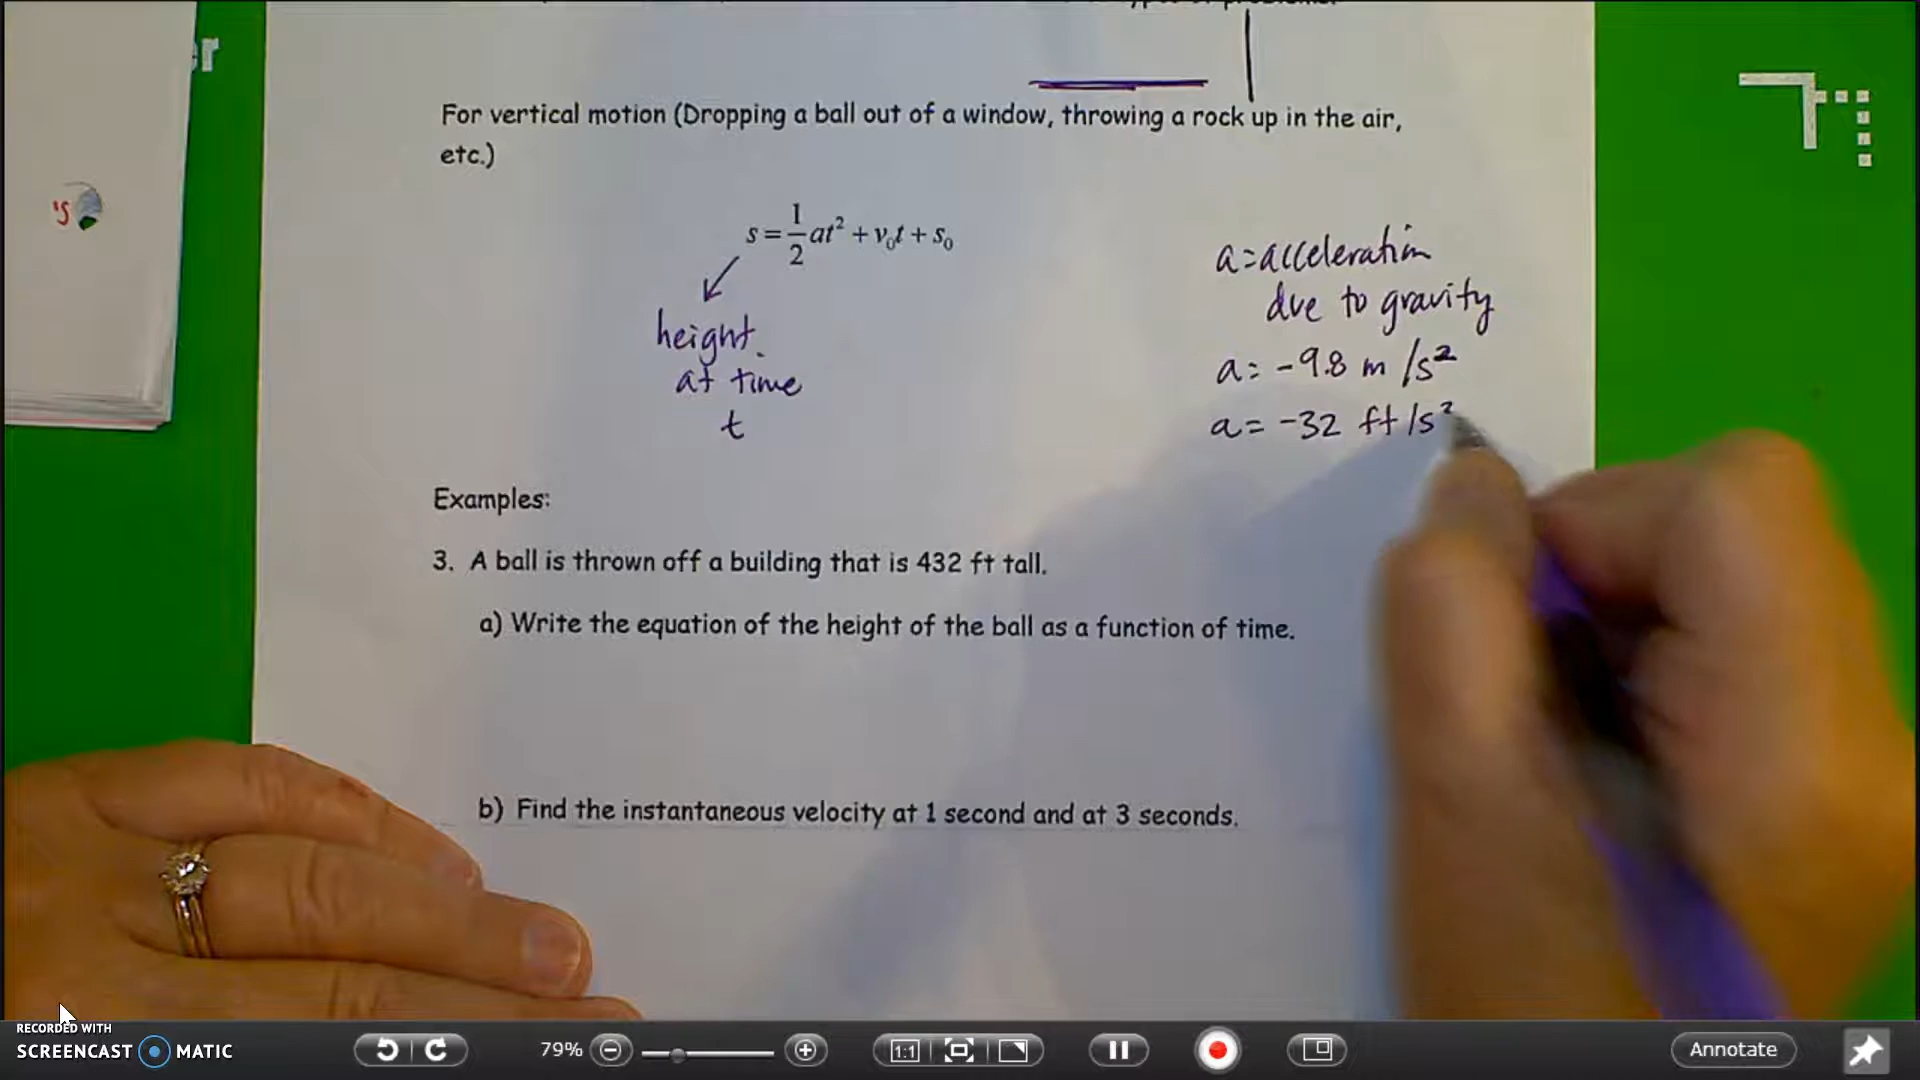 er
For vertical motion (Dropping a ball out of a window, throwing a rock up in the air,
etc.)
's
s = 1/2 at² + v₀t + s₀
a = acceleration
due to gravity
height
at time
t
a = -9.8 m/s²
a = -32 ft/s²
Examples:
3. A ball is thrown off a building that is 432 ft tall.
a) Write the equation of the height of the ball as a function of time.
b) Find the instantaneous velocity at 1 second and at 3 seconds.
RECORDED WITH
SCREENCAST MATIC
79%
1:1
Annotate